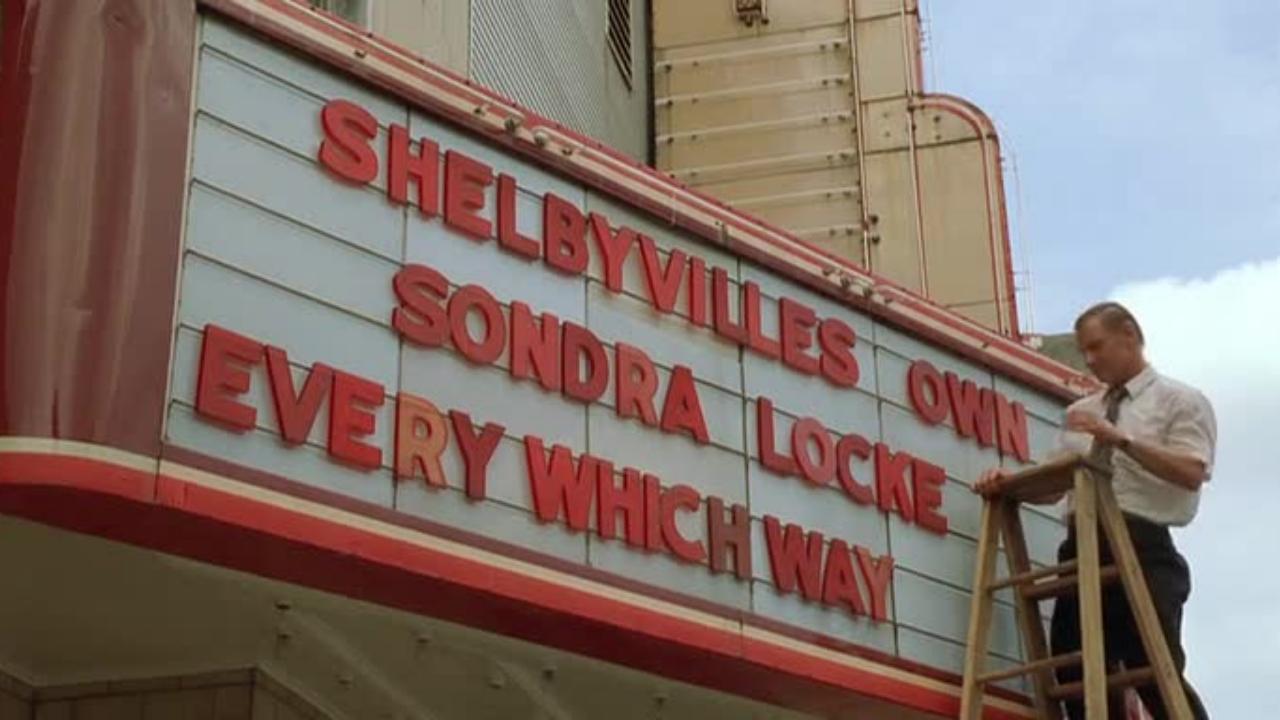 SHELBYVILLES OWN
SONDRA LOCKE
EVERY WHICH WAY